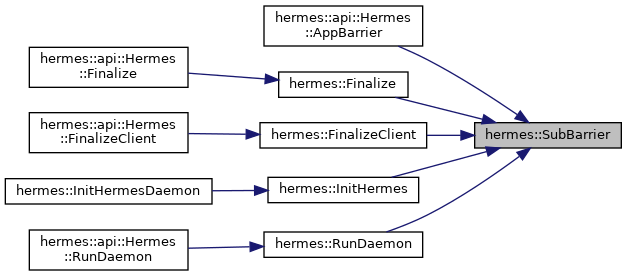 hermes::api::Hermes
::AppBarrier
hermes::api::Hermes
::Finalize
hermes::Finalize
hermes::api::Hermes
::FinalizeClient
hermes::FinalizeClient
hermes::SubBarrier
hermes::InitHermesDaemon
hermes::InitHermes
hermes::api::Hermes
::RunDaemon
hermes::RunDaemon